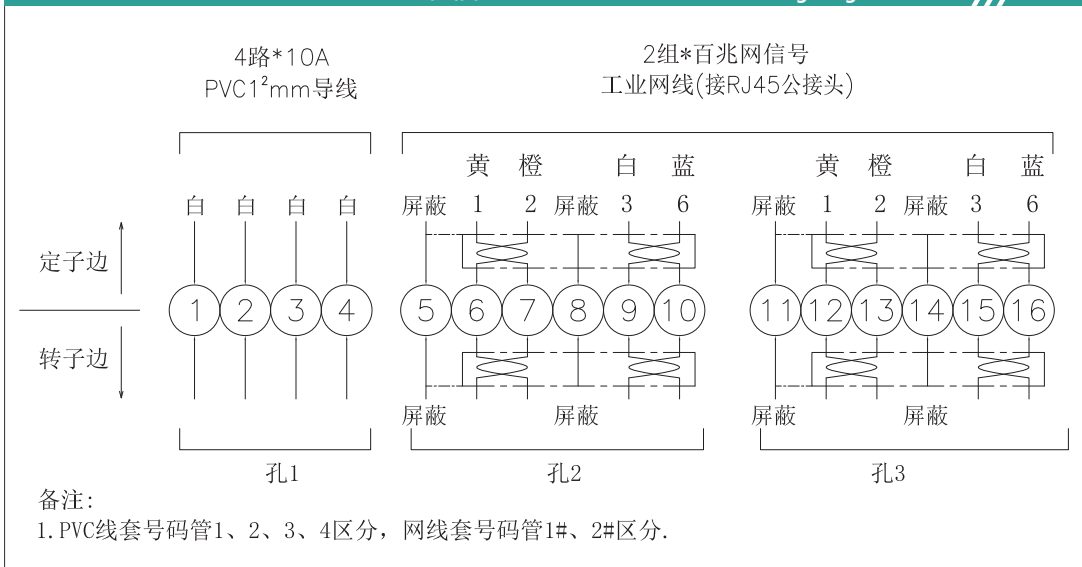 4路*10A
PVC1²mm导线
2组*百兆网信号
工业网线(接RJ45公接头)
黄 橙 白 蓝 黄 橙 白 蓝
白 白 白 白 屏蔽 1 2 屏蔽 3 6 屏蔽 1 2 屏蔽 3 6
定子边
1 2 3 4 5 6 7 8 9 10 11 12 13 14 15 16
转子边
屏蔽 屏蔽 屏蔽 屏蔽
孔1 孔2 孔3
备注:
1.PVC线套号码管1、2、3、4区分，网线套号码管1#、2#区分.